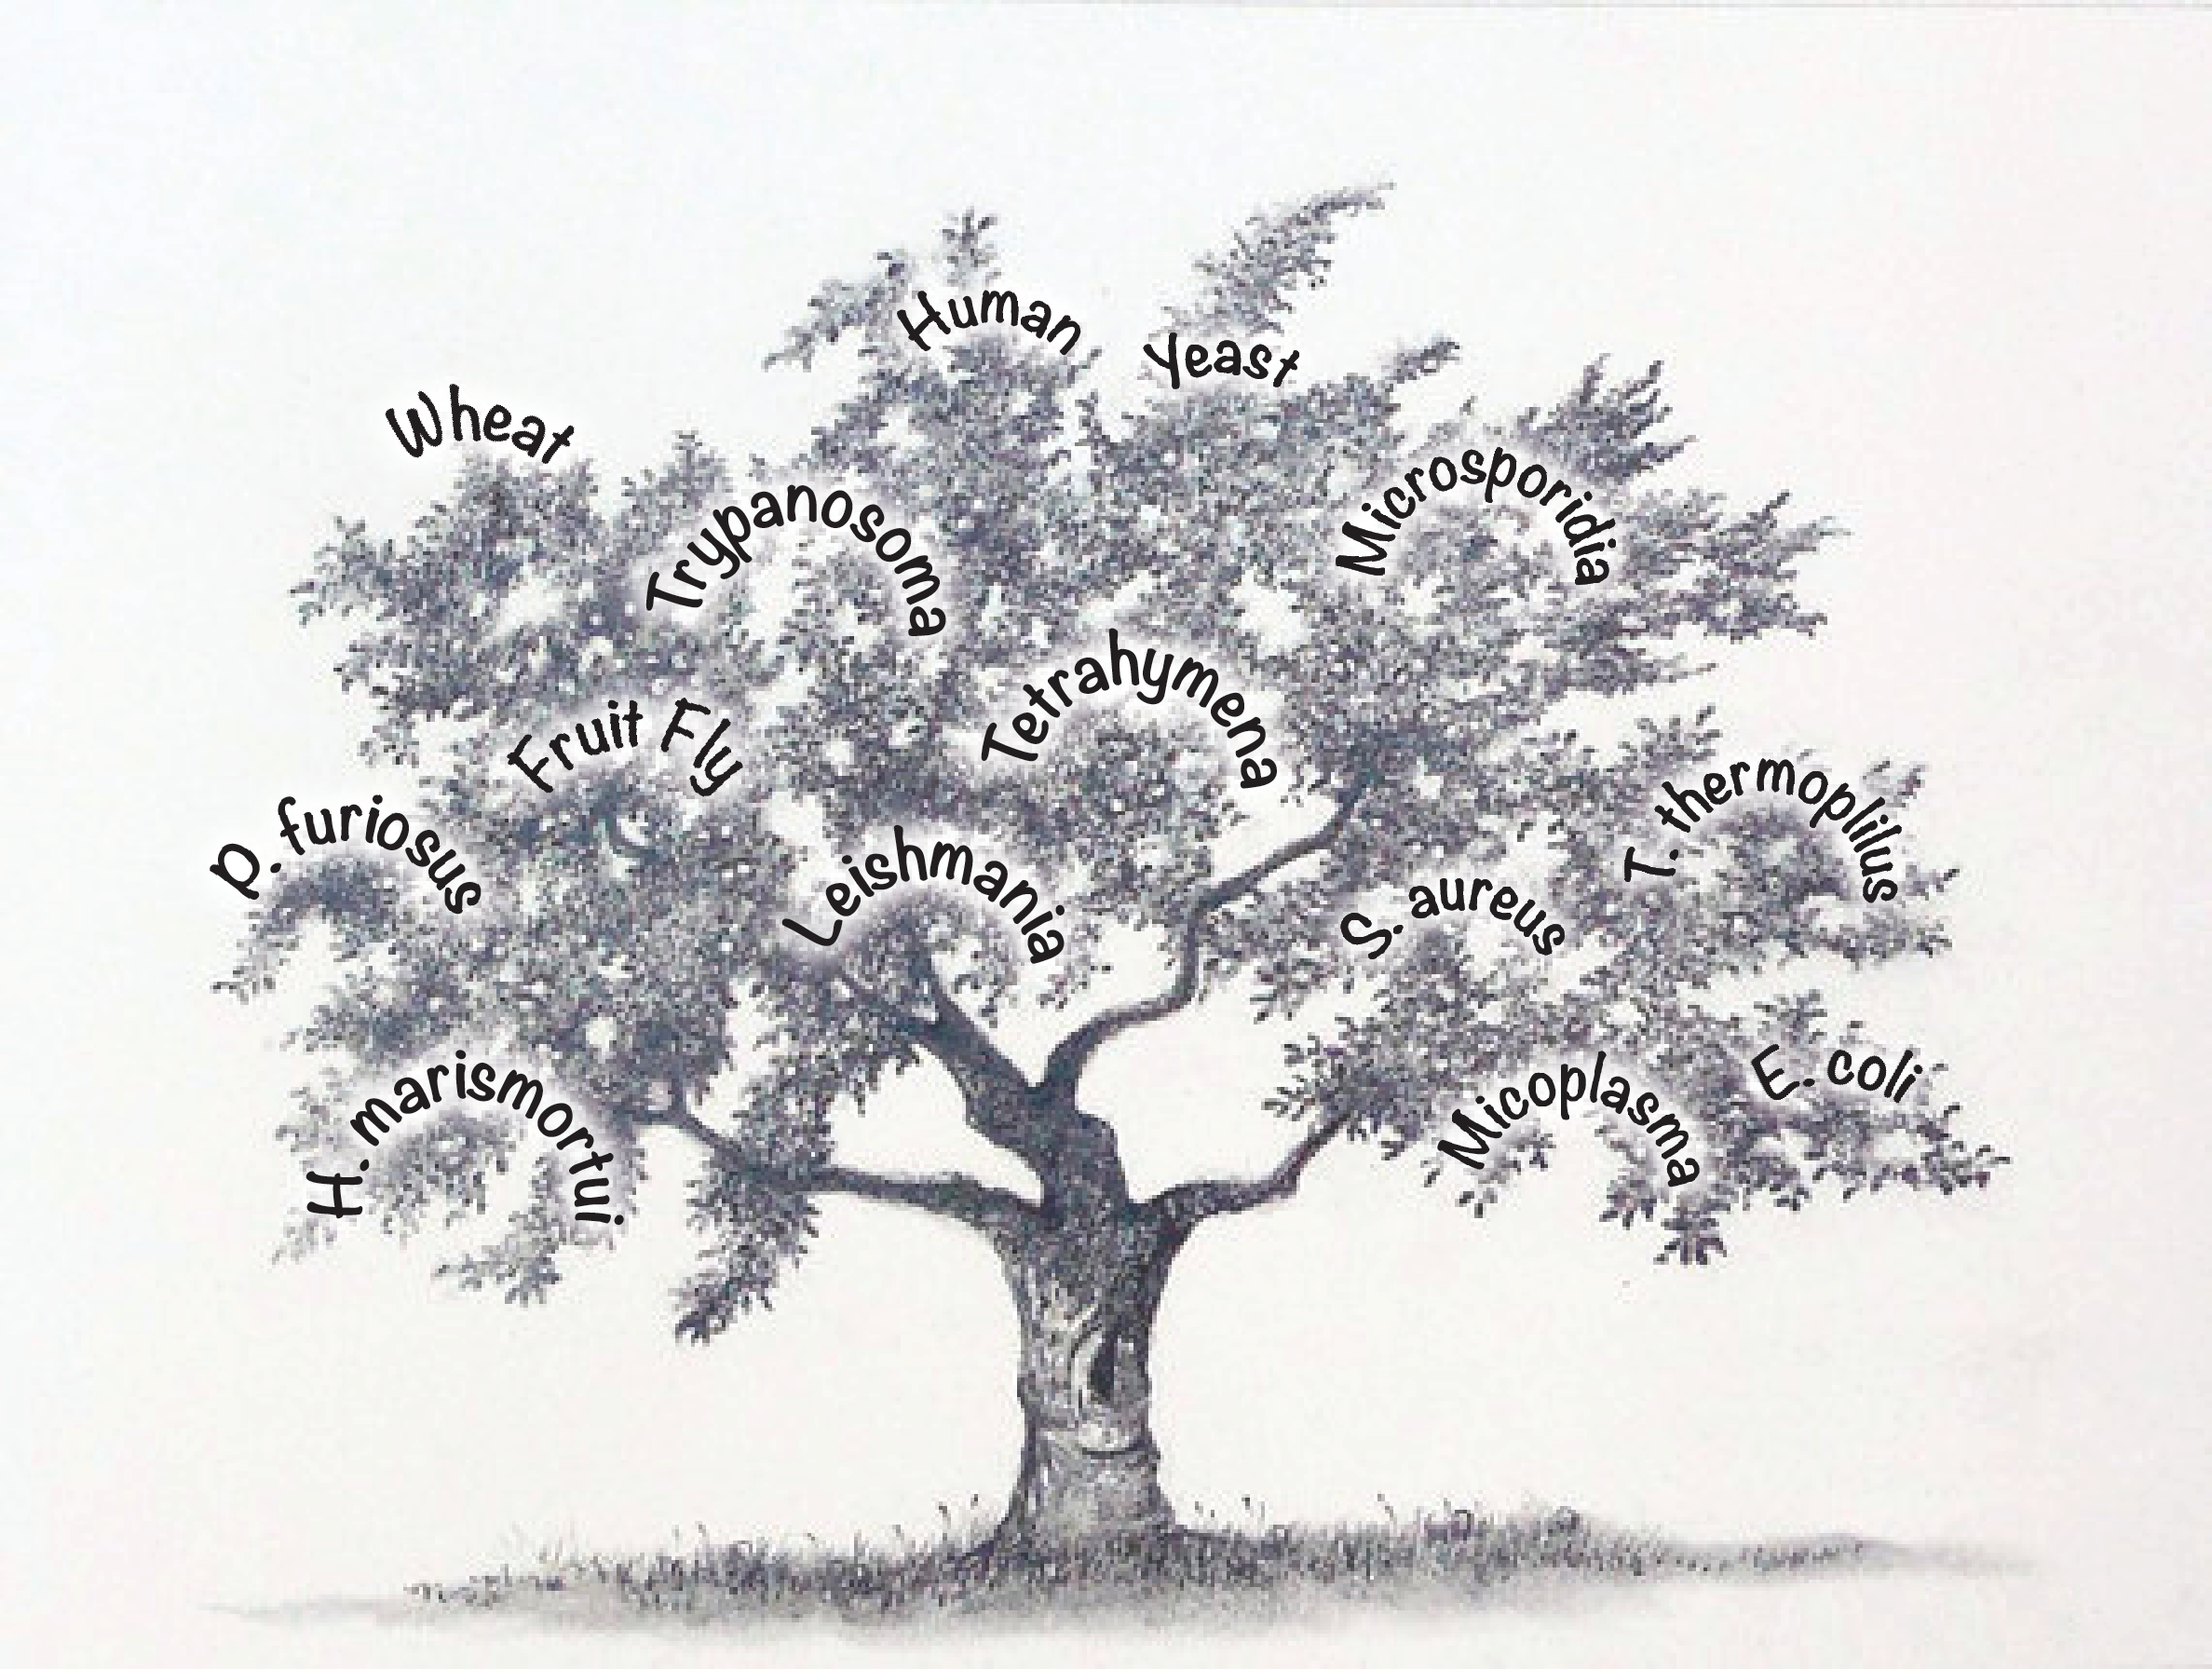 Human
Yeast
Wheat
Microsporidia
Trypanosoma
Tetrahymena
Fruit Fly
T. thermoplilus
P. furiosus
Leishmania
S. aureus
E. coli
H. marismortui
Micoplasma